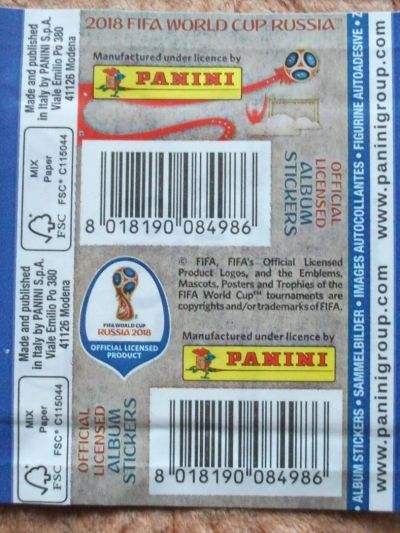 2018 FIFA WORLD CUP RUSSIA™
Manufactured under licence by
PANINI
8 018190 084986
OFFICIAL
LICENSED
ALBUM
STICKERS
Made and published
in Italy by PANINI S.p.A.
Viale Emilio Po 380
41126 Modena
MIX
Paper
FSC® C115044
FSC
© FIFA, FIFA's Official Licensed
Product Logos, and the Emblems,
Mascots, Posters and Trophies of the
FIFA World Cup™ tournaments are
copyrights and/or trademarks of FIFA.
FIFA WORLD CUP
RUSSIA 2018
OFFICIAL LICENSED
PRODUCT
Manufactured under licence by
PANINI
8 018190 084986
OFFICIAL
LICENSED
ALBUM
STICKERS
Made and published
in Italy by PANINI S.p.A.
Viale Emilio Po 380
41126 Modena
MIX
Paper
FSC® C115044
FSC
• ALBUM STICKERS • SAMMELBILDER • IMAGES AUTOCOLLANTES • FIGURINE AUTOADESIVE •
www.paninigroup.com
www.paninigroup.com